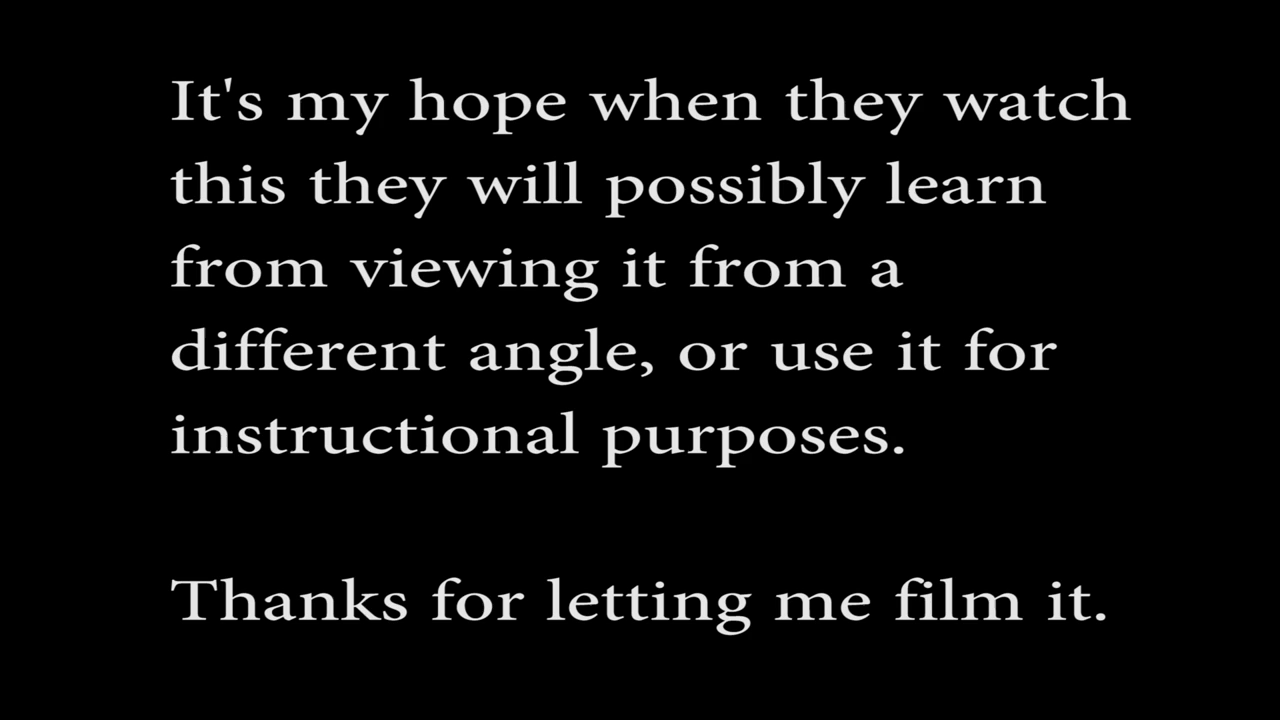 It's my hope when they watch
this they will possibly learn
from viewing it from a
different angle, or use it for
instructional purposes.
Thanks for letting me film it.